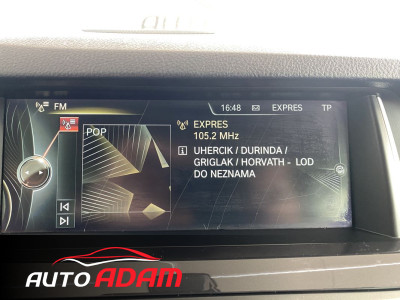 FM
16:48 EXPRES TP
EXPRES
105.2 MHz
POP
UHERCIK / DURINDA /
GRIGLAK / HORVATH - LOD
DO NEZNAMA
AUTO ADAM